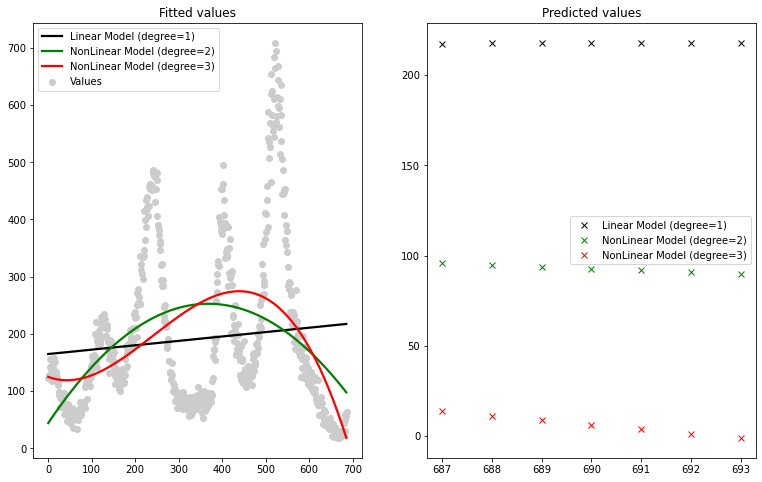 Fitted values
Linear Model (degree=1)
NonLinear Model (degree=2)
NonLinear Model (degree=3)
Values
700
600
500
400
300
200
100
0
0 100 200 300 400 500 600 700
Predicted values
Linear Model (degree=1)
NonLinear Model (degree=2)
NonLinear Model (degree=3)
200
150
100
50
0
687 688 689 690 691 692 693